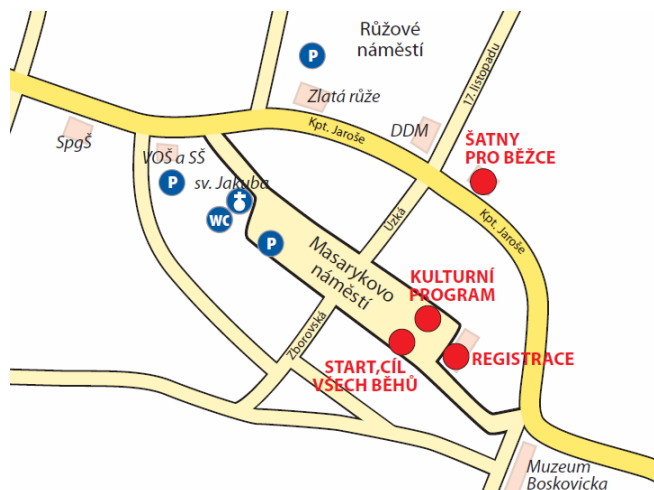 Růžové
náměstí
P
Zlatá růže
17. listopadu
Kpt. Jaroše
DDM
SpgŠ
ŠATNY
PRO BĚŽCE
VOŠ a SŠ
P
sv. Jakuba
WC
P
Úzká
Kpt. Jaroše
Masarykovo
náměstí
KULTURNÍ
PROGRAM
Zborovská
START,CÍL
VŠECH BĚHŮ
REGISTRACE
Muzeum
Boskovicka